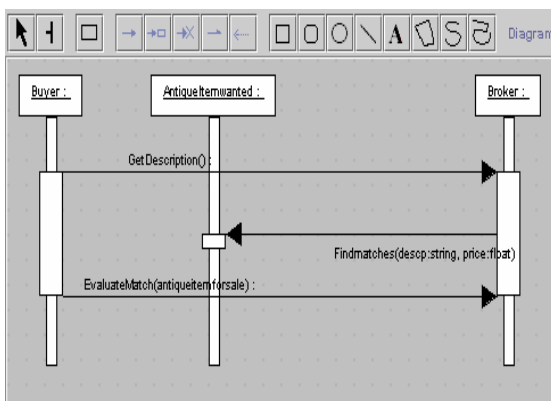 A Diagram
Buyer : AntiqueItemwanted : Broker :
GetDescription() :
Findmatches(descp:string, price:float)
EvaluateMatch(antiqueitemforsale) :